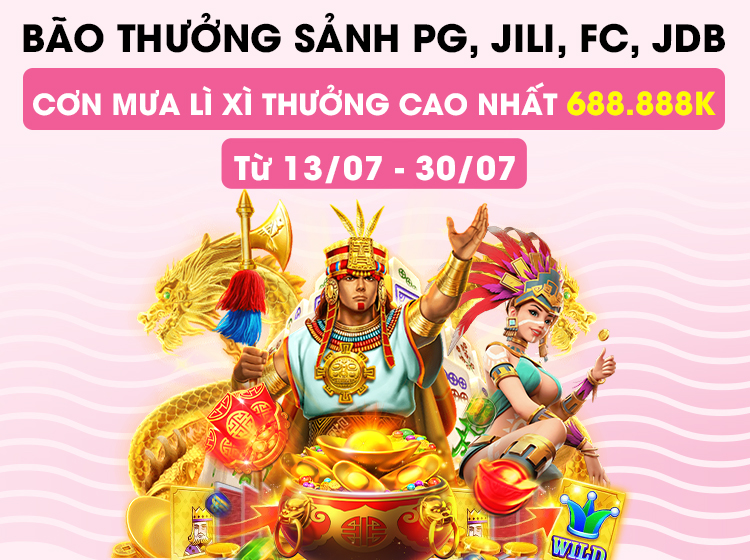 BÃO THƯỞNG SẢNH PG, JILI, FC, JDB
CƠN MƯA LÌ XÌ THƯỞNG CAO NHẤT 688.888K
Từ 13/07 - 30/07
WILD